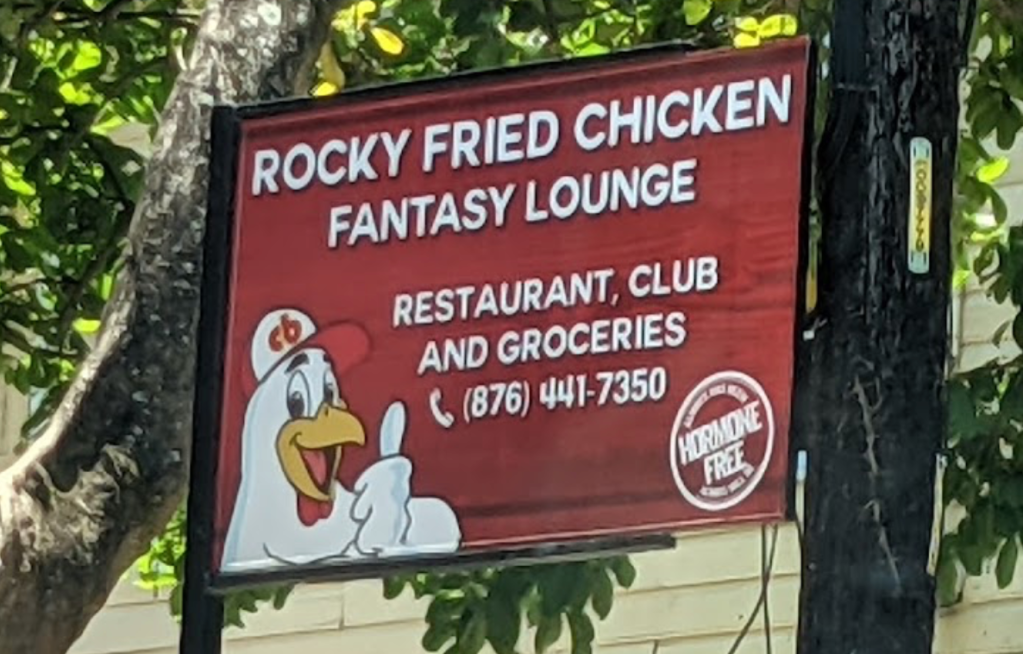 ROCKY FRIED CHICKEN
FANTASY LOUNGE
RESTAURANT, CLUB
AND GROCERIES
(876) 441-7350
cb
HORMONE
FREE